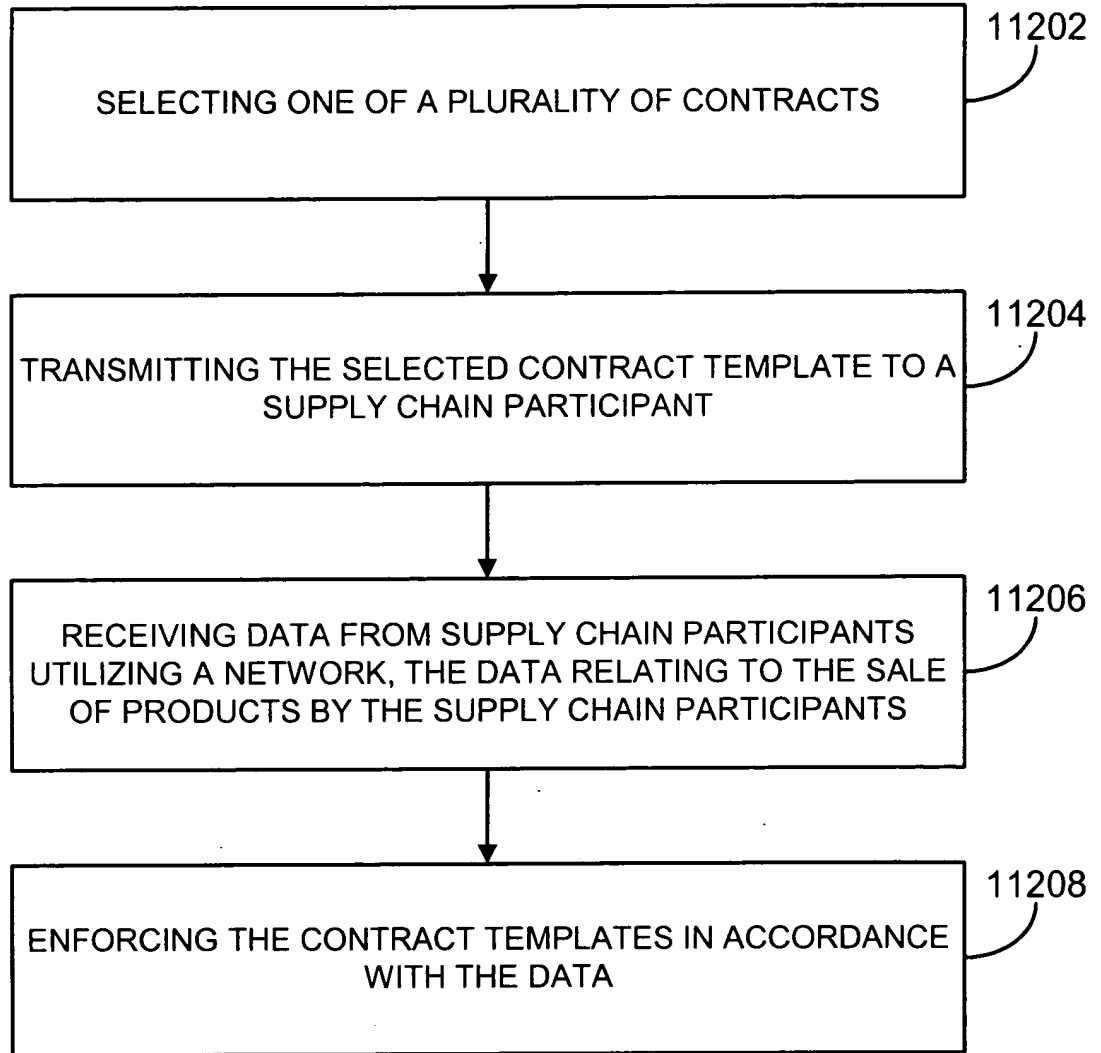 11202
SELECTING ONE OF A PLURALITY OF CONTRACTS
11204
TRANSMITTING THE SELECTED CONTRACT TEMPLATE TO A
SUPPLY CHAIN PARTICIPANT
11206
RECEIVING DATA FROM SUPPLY CHAIN PARTICIPANTS
UTILIZING A NETWORK, THE DATA RELATING TO THE SALE
OF PRODUCTS BY THE SUPPLY CHAIN PARTICIPANTS
11208
ENFORCING THE CONTRACT TEMPLATES IN ACCORDANCE
WITH THE DATA